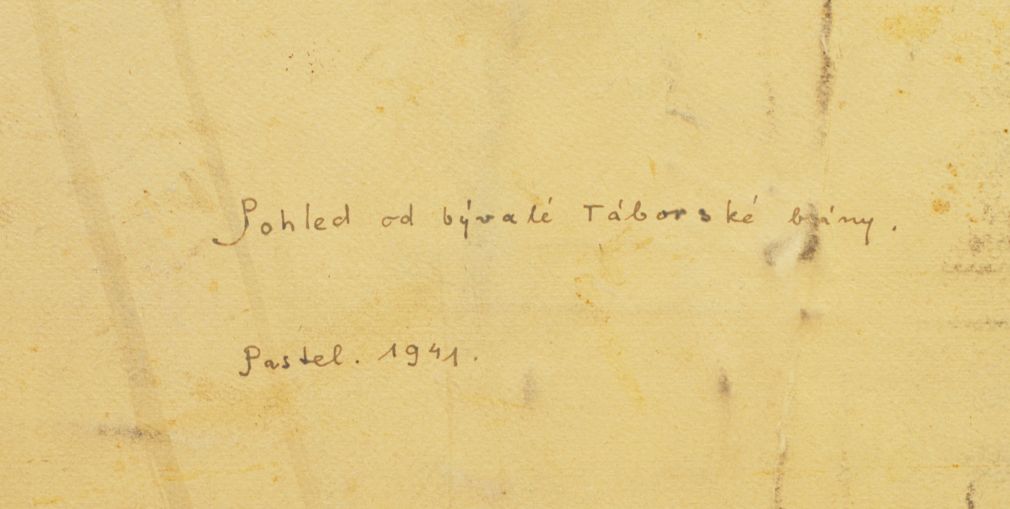 Pohled od bývalé Táborské brány.
Pastel. 1941.